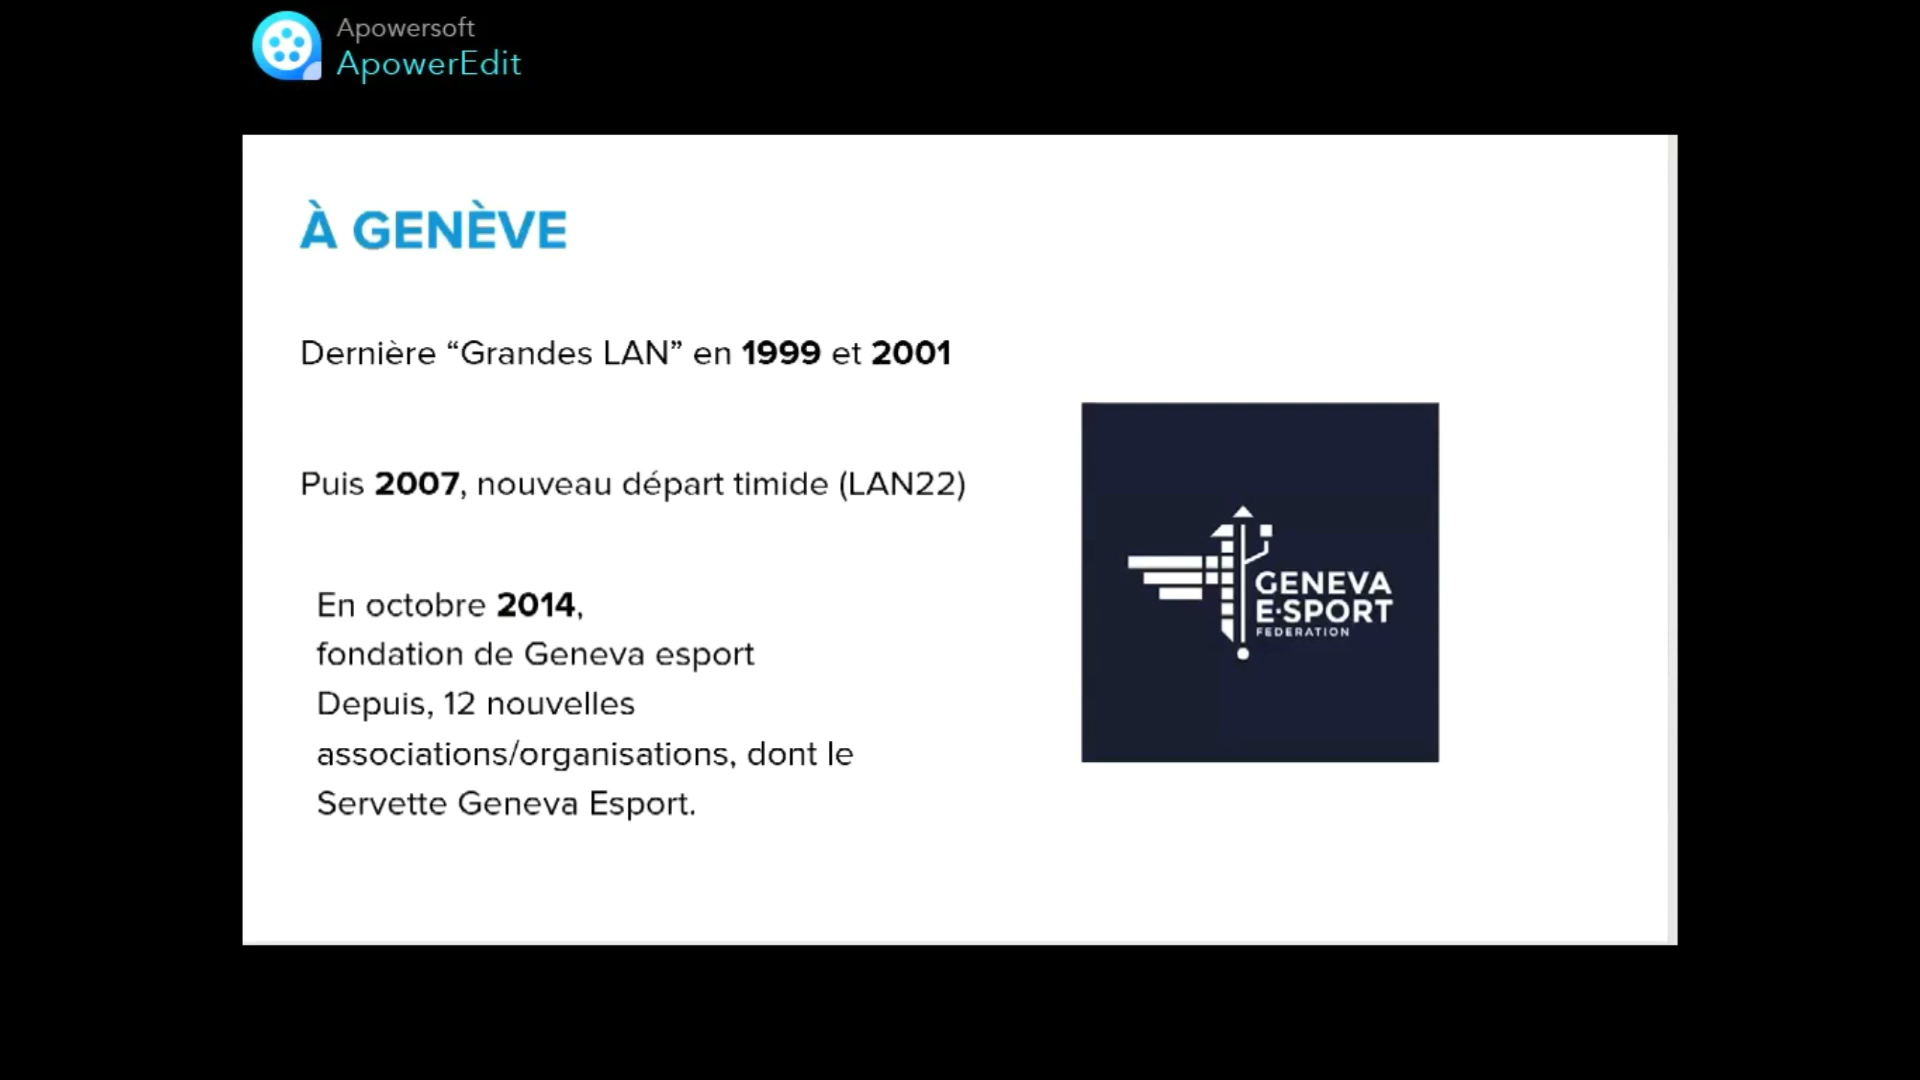 Apowersoft
ApowerEdit
À GENÈVE
Dernière “Grandes LAN” en 1999 et 2001
Puis 2007, nouveau départ timide (LAN22)
En octobre 2014,
fondation de Geneva esport
Depuis, 12 nouvelles
associations/organisations, dont le
Servette Geneva Esport.
GENEVA
E·SPORT
FEDERATION